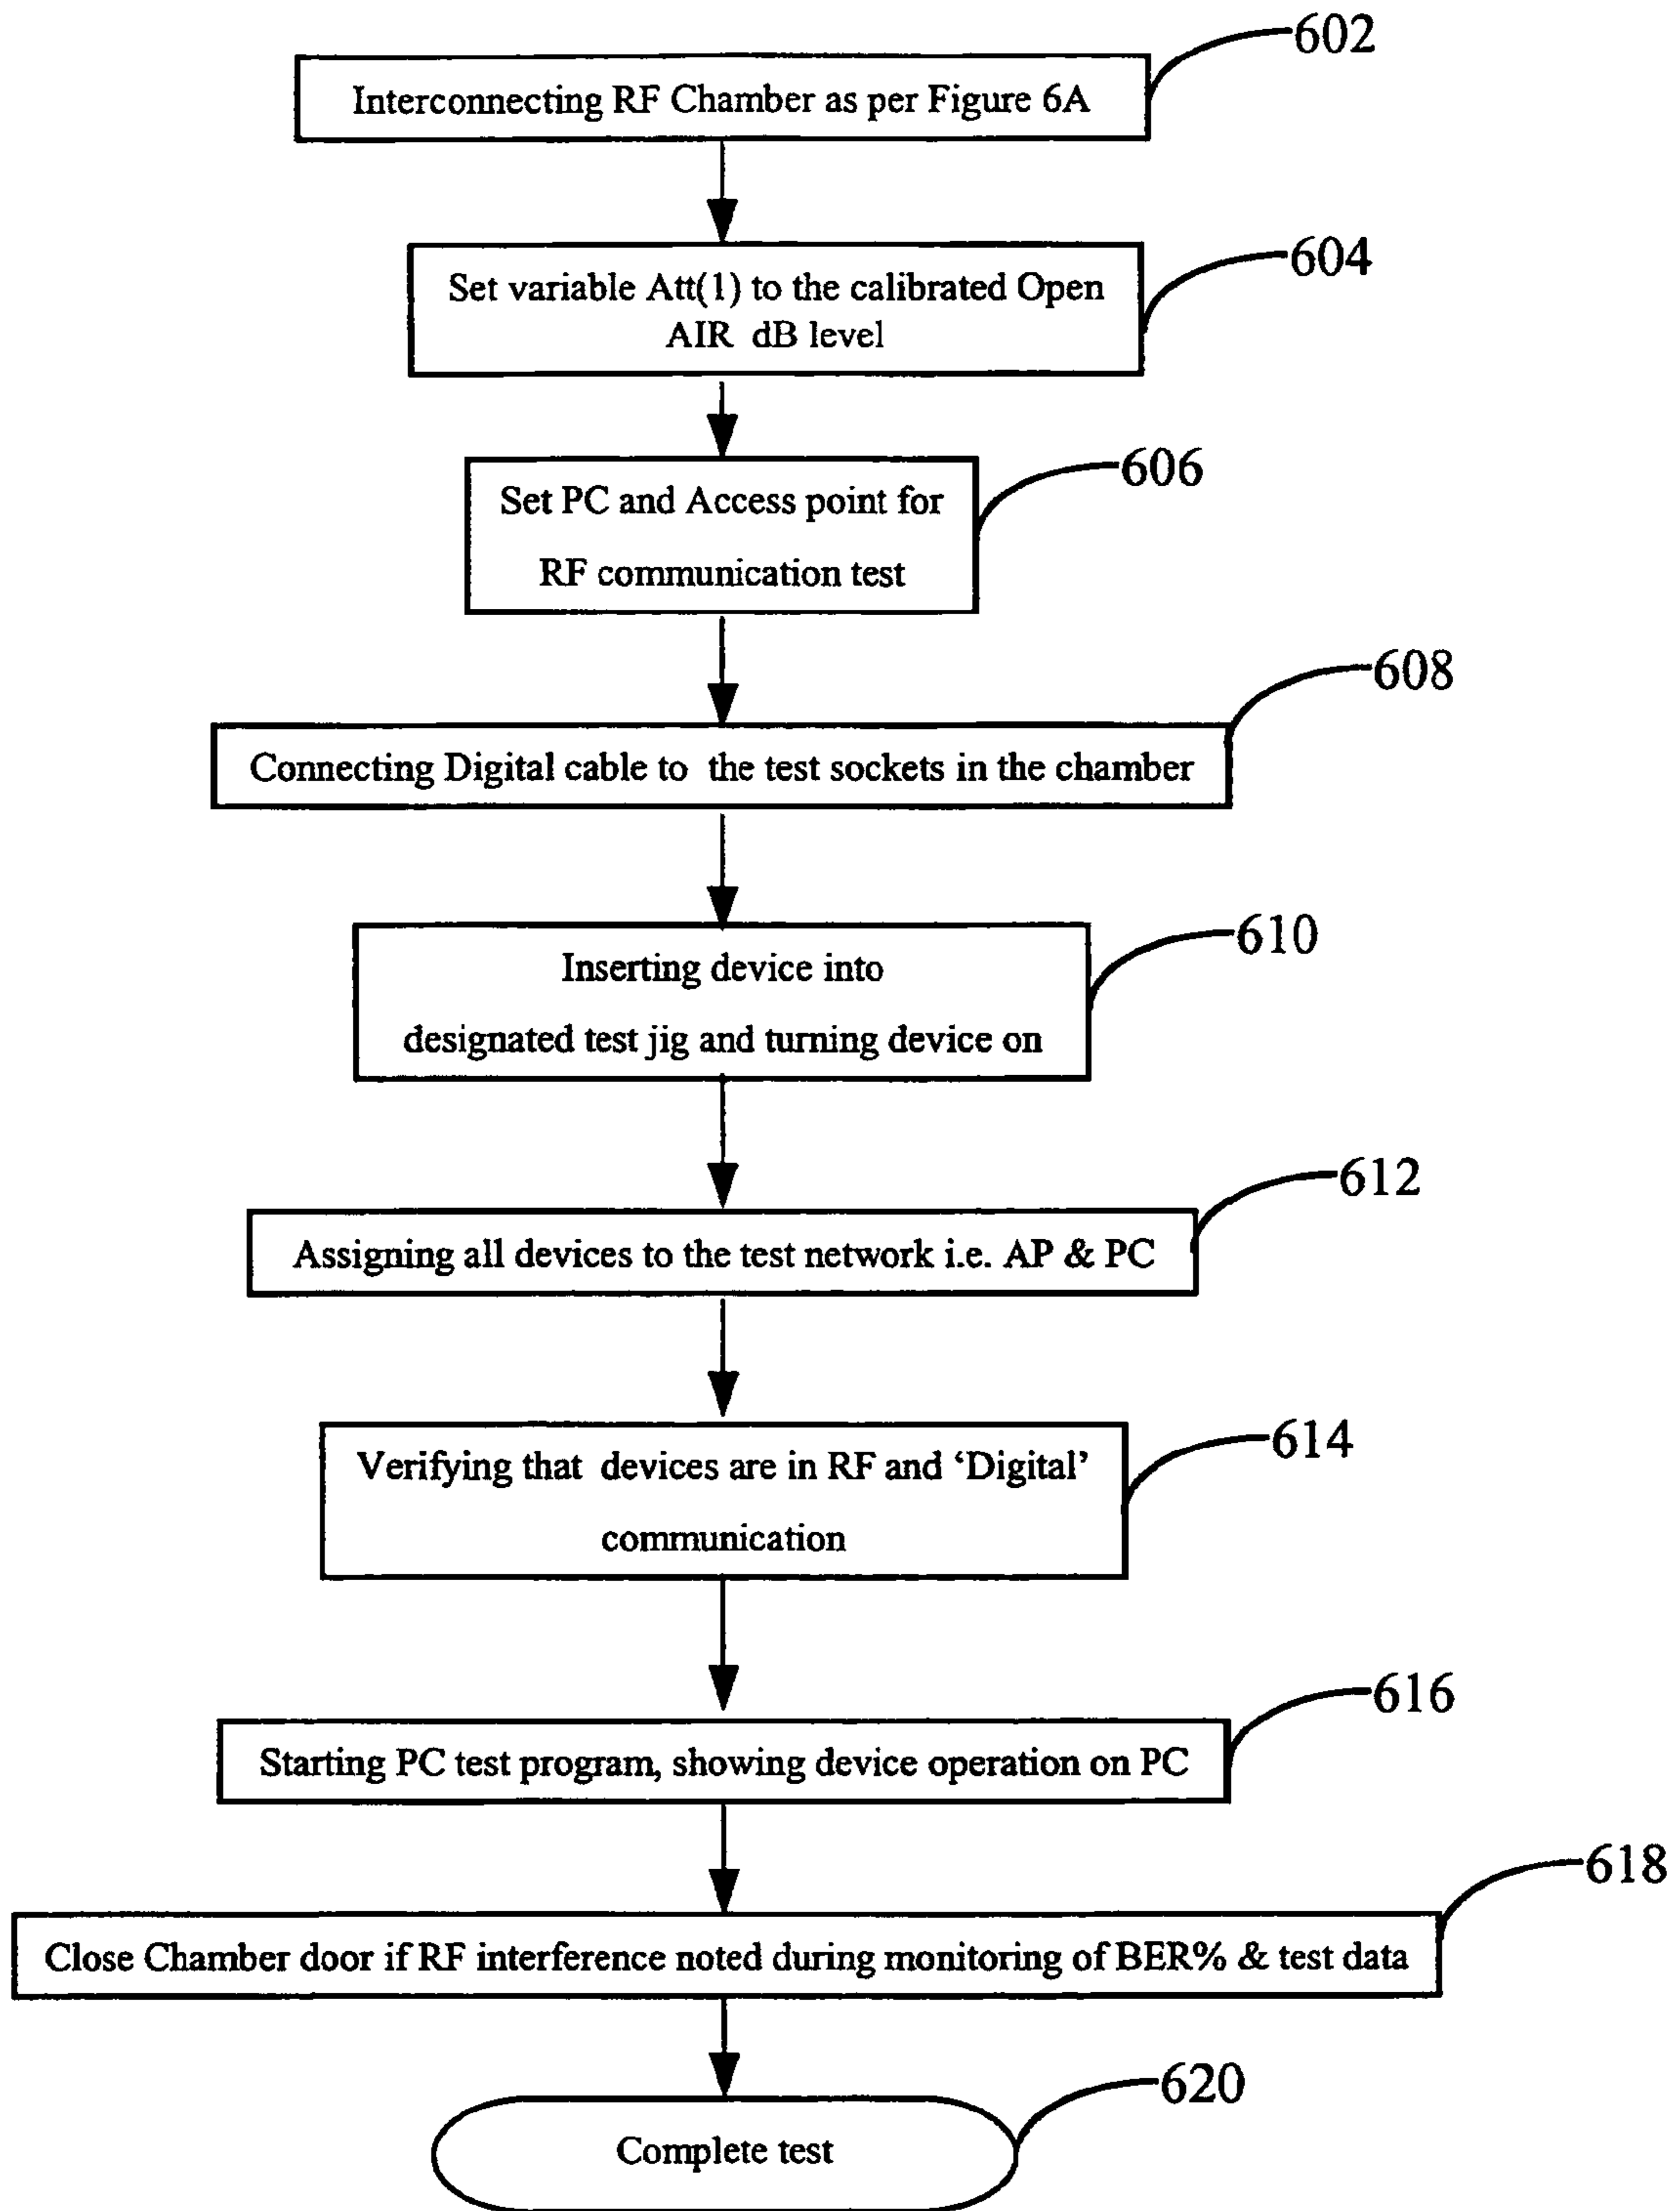 602
Interconnecting RF Chamber as per Figure 6A
604
Set variable Att(1) to the calibrated Open
AIR dB level
606
Set PC and Access point for
RF communication test
608
Connecting Digital cable to the test sockets in the chamber
610
Inserting device into
designated test jig and turning device on
612
Assigning all devices to the test network i.e. AP & PC
614
Verifying that devices are in RF and ‘Digital’
communication
616
Starting PC test program, showing device operation on PC
618
Close Chamber door if RF interference noted during monitoring of BER% & test data
620
Complete test